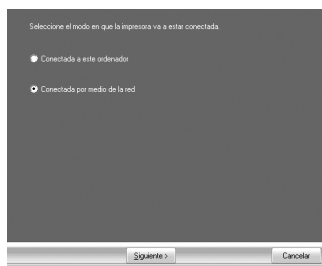 Seleccione el modo en que la impresora va a estar conectada.
Conectada a este ordenador
Conectada por medio de la red
Siguiente >
Cancelar